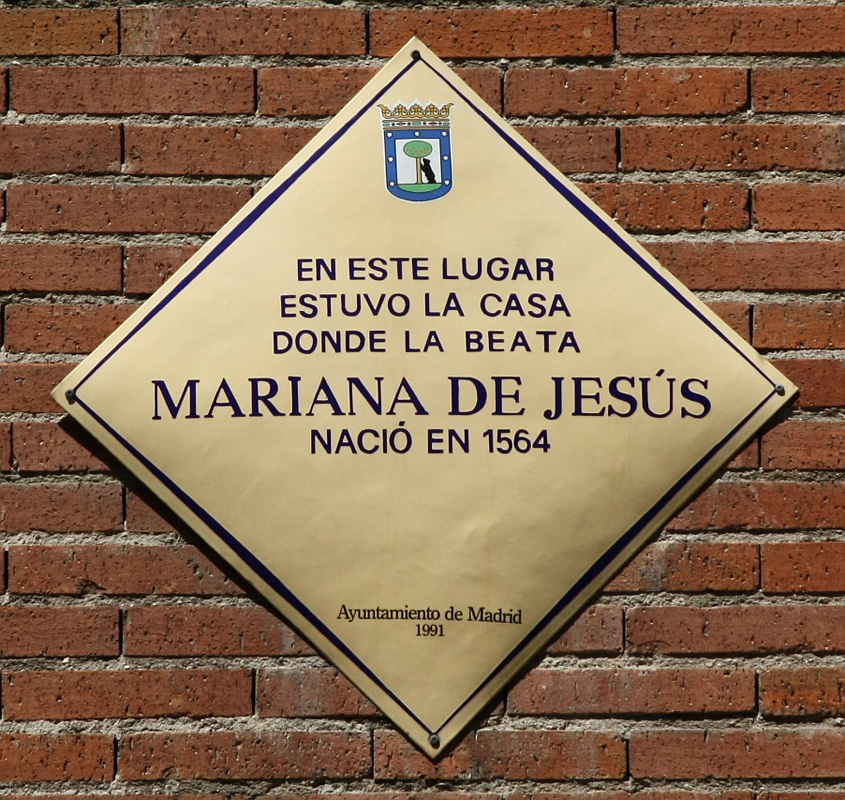 EN ESTE LUGAR
ESTUVO LA CASA
DONDE LA BEATA
MARIANA DE JESÚS
NACIÓ EN 1564
Ayuntamiento de Madrid
1991